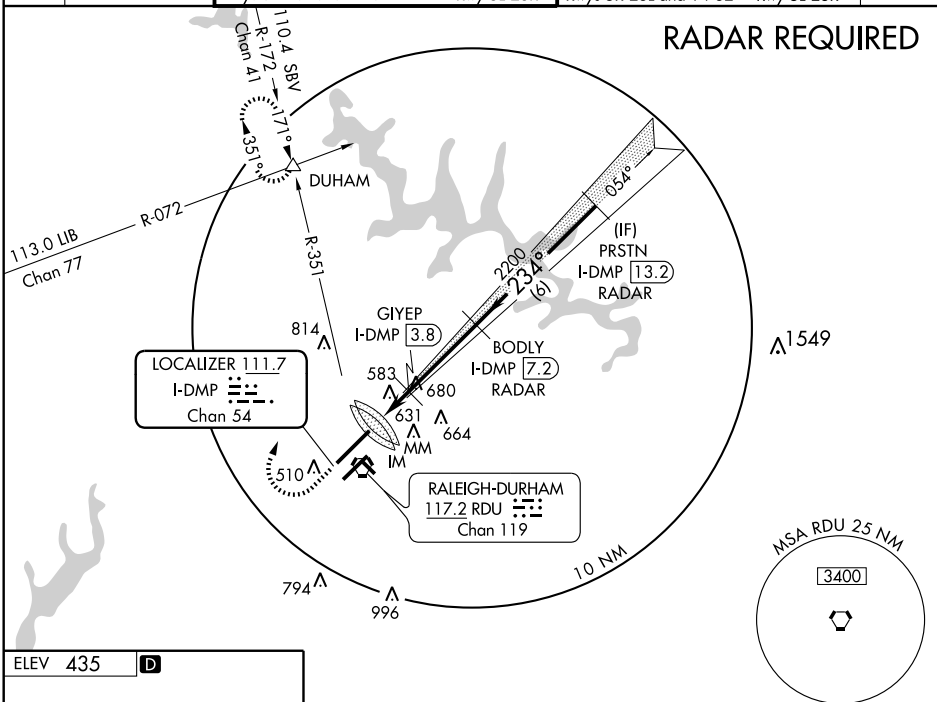 RADAR REQUIRED
110.4 SBV
R-172
Chan 41
171°
351°
DUHAM
R-072
113.0 LIB
Chan 77
R-351
054°
(IF)
PRSTN
I-DMP 13.2
RADAR
2200
234°
(6)
GIYEP
I-DMP 3.8
BODLY
I-DMP 7.2
RADAR
814
1549
LOCALIZER 111.7
I-DMP
Chan 54
583
680
631
664
MM
IM
510
RALEIGH-DURHAM
117.2 RDU
Chan 119
10 NM
794
996
MSA RDU 25 NM
3400
ELEV 435 D